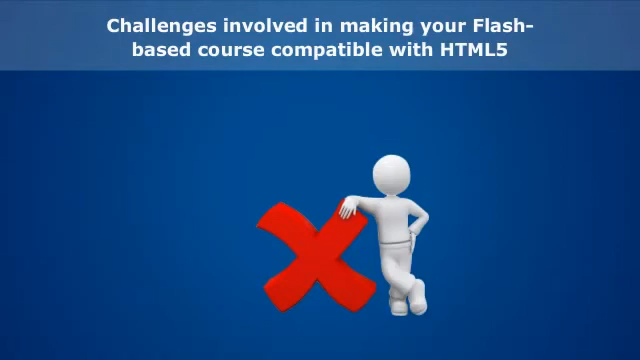 Challenges involved in making your Flash-
based course compatible with HTML5